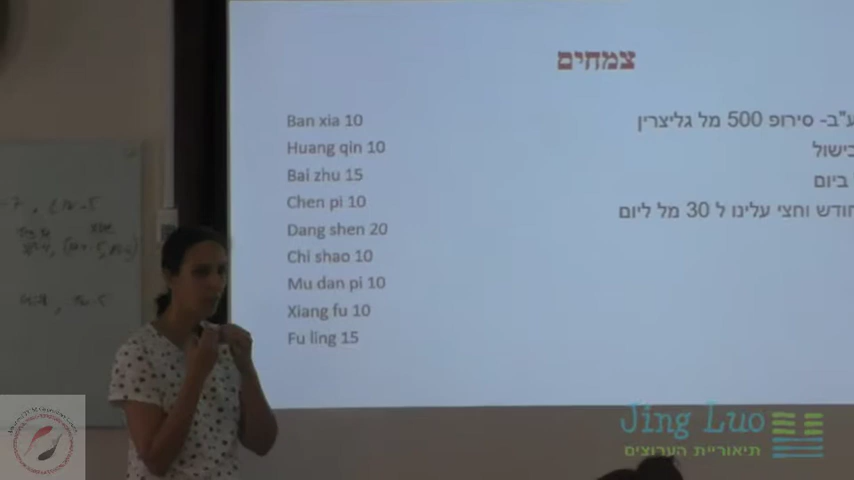 צמחים
Ban xia 10
Huang qin 10
Bai zhu 15
Chen pi 10
Dang shen 20
Chi shao 10
Mu dan pi 10
Xiang fu 10
Fu ling 15
ע"ב- סירופ 500 מל גליצרין
בישול
ביום
חודש וחצי עלינו ל 30 מל ליום
Jing Luo
תיאוריית הערוצים